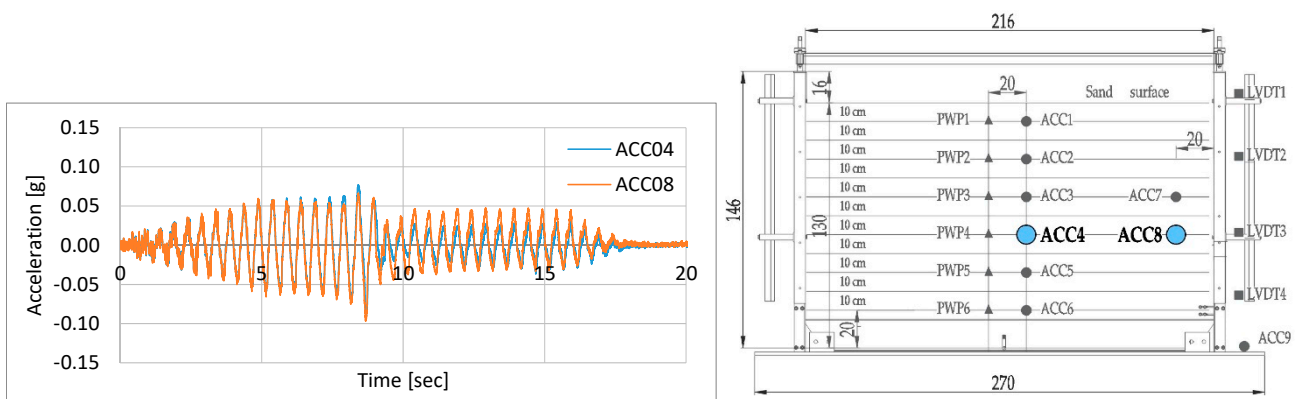 0.15
0.10
0.05
0.00
-0.05
-0.10
-0.15
0
5
10
15
20
Acceleration [g]
Time [sec]
ACC04
ACC08
216
16
20
Sand surface
LVDT1
10 cm
PWP1
ACC1
10 cm
10 cm
20
LVDT2
PWP2
ACC2
10 cm
10 cm
PWP3
ACC3
ACC7
10 cm
146
130
10 cm
PWP4
ACC4
ACC8
LVDT3
10 cm
10 cm
PWP5
ACC5
10 cm
10 cm
LVDT4
PWP6
ACC6
20
ACC9
270